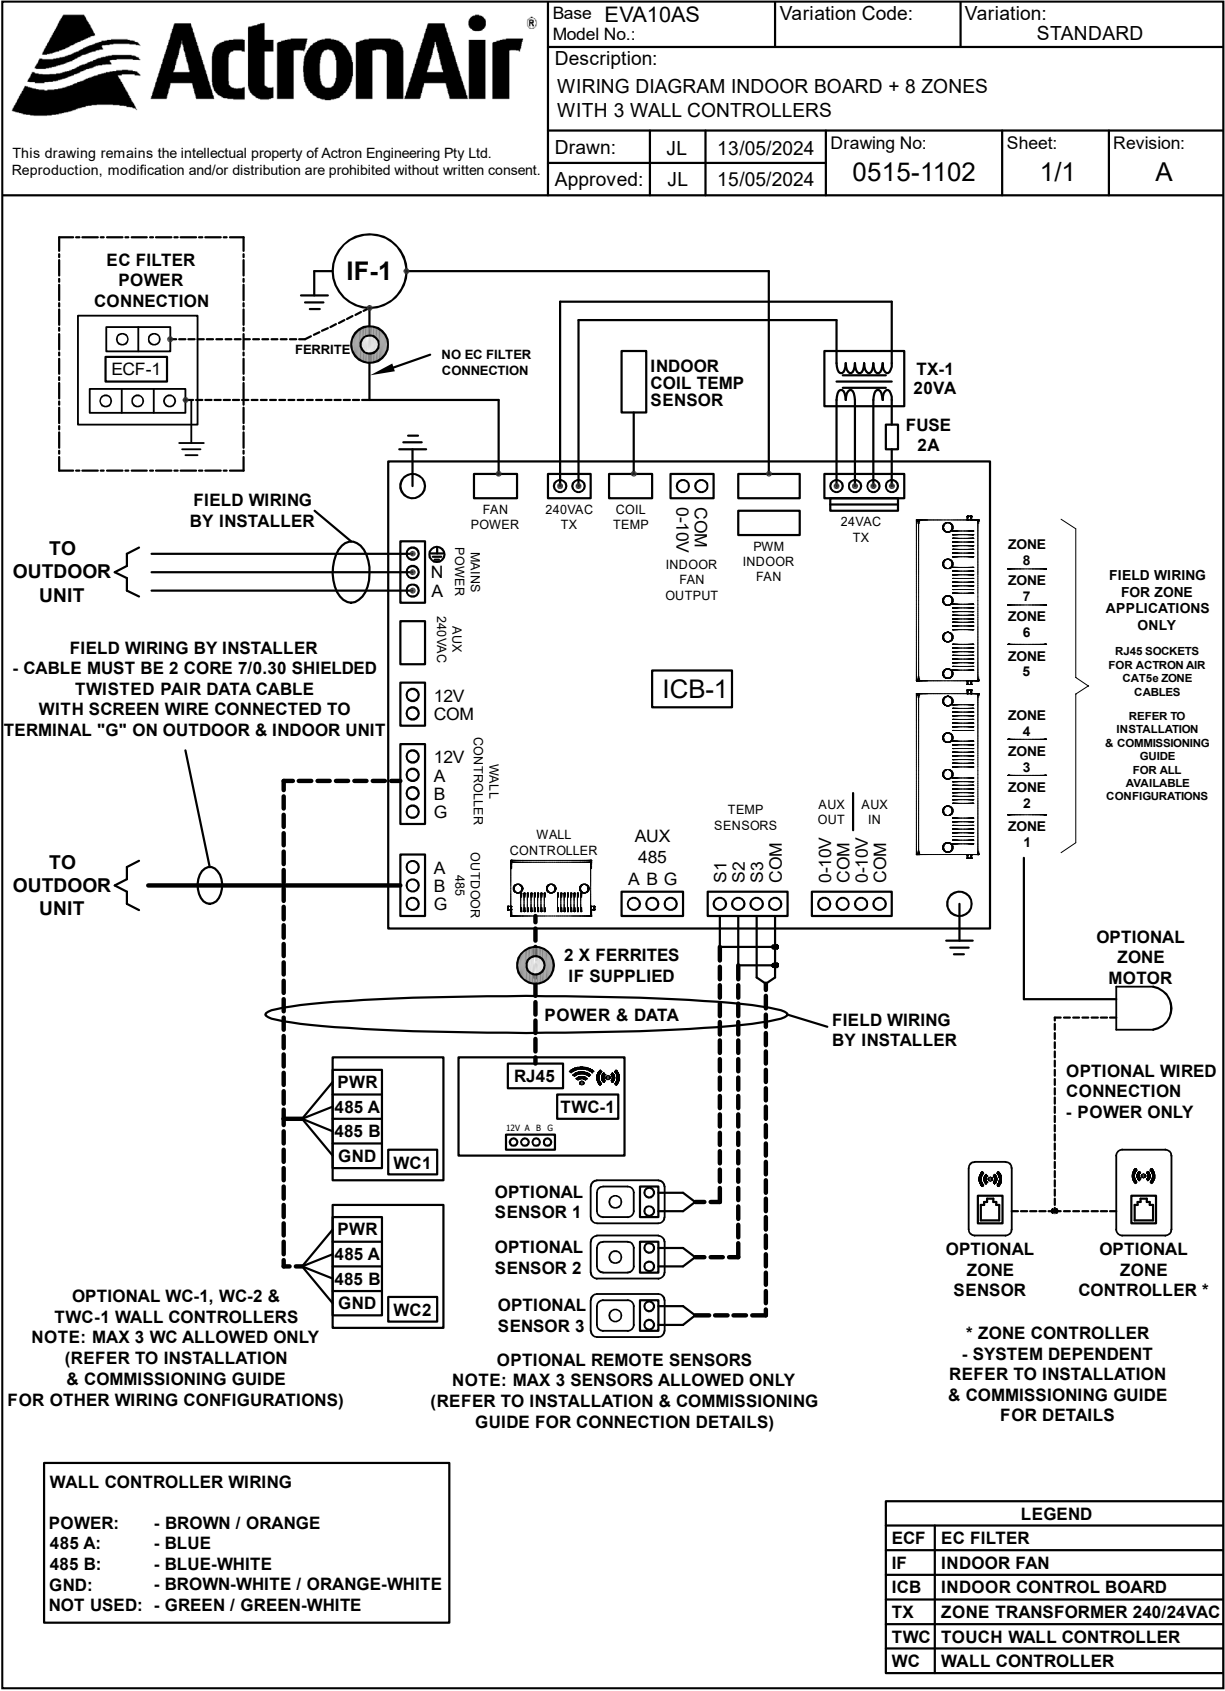 ActronAir®
This drawing remains the intellectual property of Actron Engineering Pty Ltd.
Reproduction, modification and/or distribution are prohibited without written consent.
Base Model No.: EVA10AS
Variation Code:
Variation:
STANDARD
Description:
WIRING DIAGRAM INDOOR BOARD + 8 ZONES
WITH 3 WALL CONTROLLERS
Drawn: JL 13/05/2024
Approved: JL 15/05/2024
Drawing No:
0515-1102
Sheet:
1/1
Revision:
A
EC FILTER
POWER
CONNECTION
ECF-1
IF-1
FERRITE
NO EC FILTER
CONNECTION
INDOOR
COIL TEMP
SENSOR
TX-1
20VA
FUSE
2A
FIELD WIRING
BY INSTALLER
TO
OUTDOOR
UNIT
FAN
POWER
240VAC
TX
COIL
TEMP
0-10V
COM
INDOOR
FAN
OUTPUT
PWM
INDOOR
FAN
24VAC
TX
N
A
MAINS
POWER
AUX
240VAC
12V
COM
12V
A
B
G
WALL
CONTROLLER
A
B
G
OUTDOOR
485
ICB-1
FIELD WIRING BY INSTALLER
- CABLE MUST BE 2 CORE 7/0.30 SHIELDED
TWISTED PAIR DATA CABLE
WITH SCREEN WIRE CONNECTED TO
TERMINAL "G" ON OUTDOOR & INDOOR UNIT
TO
OUTDOOR
UNIT
WALL
CONTROLLER
AUX
485
A B G
TEMP
SENSORS
S1
S2
S3
COM
AUX
OUT
AUX
IN
0-10V
COM
0-10V
COM
ZONE
8
ZONE
7
ZONE
6
ZONE
5
ZONE
4
ZONE
3
ZONE
2
ZONE
1
FIELD WIRING
FOR ZONE
APPLICATIONS
ONLY
RJ45 SOCKETS
FOR ACTRON AIR
CAT5e ZONE
CABLES
REFER TO
INSTALLATION
& COMMISSIONING
GUIDE
FOR ALL
AVAILABLE
CONFIGURATIONS
2 X FERRITES
IF SUPPLIED
POWER & DATA
FIELD WIRING
BY INSTALLER
OPTIONAL
ZONE
MOTOR
OPTIONAL WIRED
CONNECTION
- POWER ONLY
PWR
485 A
485 B
GND
WC1
RJ45
TWC-1
12V A B G
PWR
485 A
485 B
GND
WC2
OPTIONAL
SENSOR 1
OPTIONAL
SENSOR 2
OPTIONAL
SENSOR 3
OPTIONAL
ZONE
SENSOR
OPTIONAL
ZONE
CONTROLLER *
OPTIONAL WC-1, WC-2 &
TWC-1 WALL CONTROLLERS
NOTE: MAX 3 WC ALLOWED ONLY
(REFER TO INSTALLATION
& COMMISSIONING GUIDE
FOR OTHER WIRING CONFIGURATIONS)
OPTIONAL REMOTE SENSORS
NOTE: MAX 3 SENSORS ALLOWED ONLY
(REFER TO INSTALLATION & COMMISSIONING
GUIDE FOR CONNECTION DETAILS)
* ZONE CONTROLLER
- SYSTEM DEPENDENT
REFER TO INSTALLATION
& COMMISSIONING GUIDE
FOR DETAILS
WALL CONTROLLER WIRING
POWER: - BROWN / ORANGE
485 A: - BLUE
485 B: - BLUE-WHITE
GND: - BROWN-WHITE / ORANGE-WHITE
NOT USED: - GREEN / GREEN-WHITE
LEGEND
ECF EC FILTER
IF INDOOR FAN
ICB INDOOR CONTROL BOARD
TX ZONE TRANSFORMER 240/24VAC
TWC TOUCH WALL CONTROLLER
WC WALL CONTROLLER